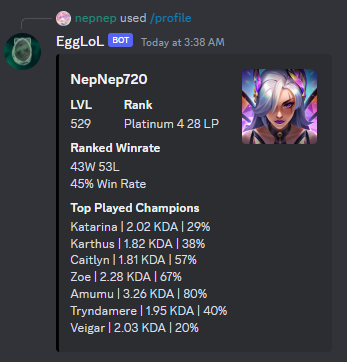 nepnep used /profile
EggLoL BOT Today at 3:38 AM
NepNep720
LVL Rank
529 Platinum 4 28 LP
Ranked Winrate
43W 53L
45% Win Rate
Top Played Champions
Katarina | 2.02 KDA | 29%
Karthus | 1.82 KDA | 38%
Caitlyn | 1.81 KDA | 57%
Zoe | 2.28 KDA | 67%
Amumu | 3.26 KDA | 80%
Tryndamere | 1.95 KDA | 40%
Veigar | 2.03 KDA | 20%